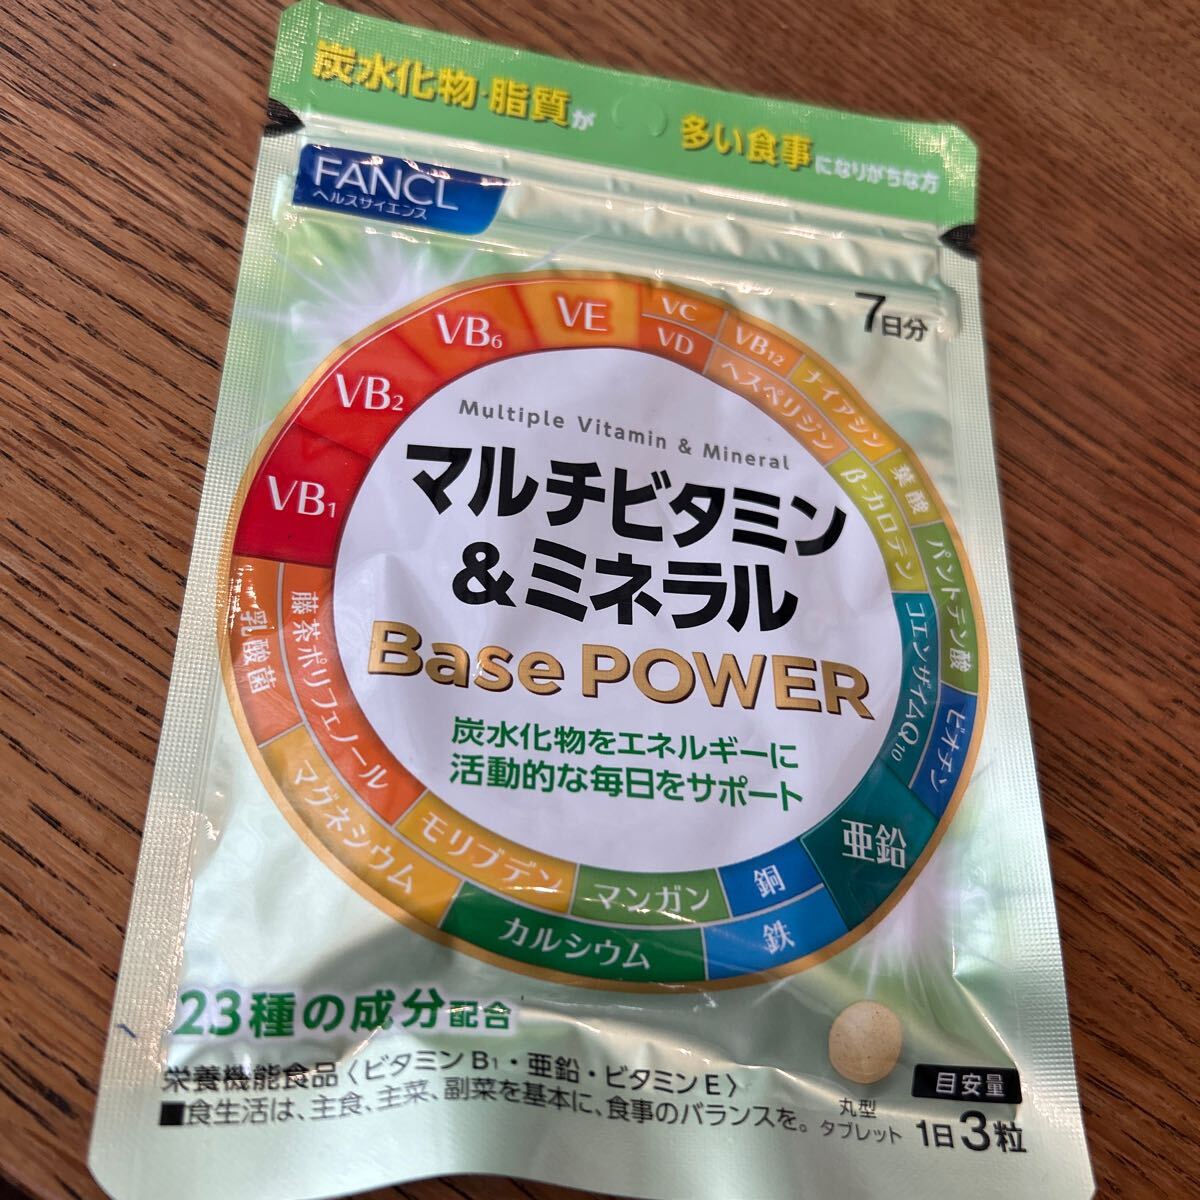 炭水化物・脂質が 多い食事になりがちな方
FANCL
ヘルスサイエンス
7日分
VB1
VB2
VB6
VE
VC
VD
VB12
ヘスペリジン
ナイアシン
β-カロテン
葉酸
パントテン酸
コエンザイムQ10
ビオチン
亜鉛
銅
鉄
マンガン
カルシウム
モリブデン
マグネシウム
藤茶ポリフェノール
乳酸菌
Multiple Vitamin & Mineral
マルチビタミン
&ミネラル
Base POWER
炭水化物をエネルギーに
活動的な毎日をサポート
23種の成分配合
栄養機能食品〈ビタミンB1・亜鉛・ビタミンE〉
■食生活は、主食、主菜、副菜を基本に、食事のバランスを。
丸型
タブレット
目安量
1日3粒